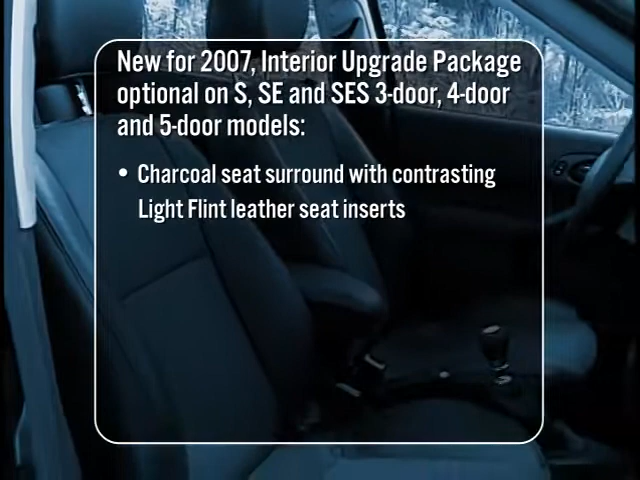 New for 2007, Interior Upgrade Package
optional on S, SE and SES 3-door, 4-door
and 5-door models:
• Charcoal seat surround with contrasting
Light Flint leather seat inserts